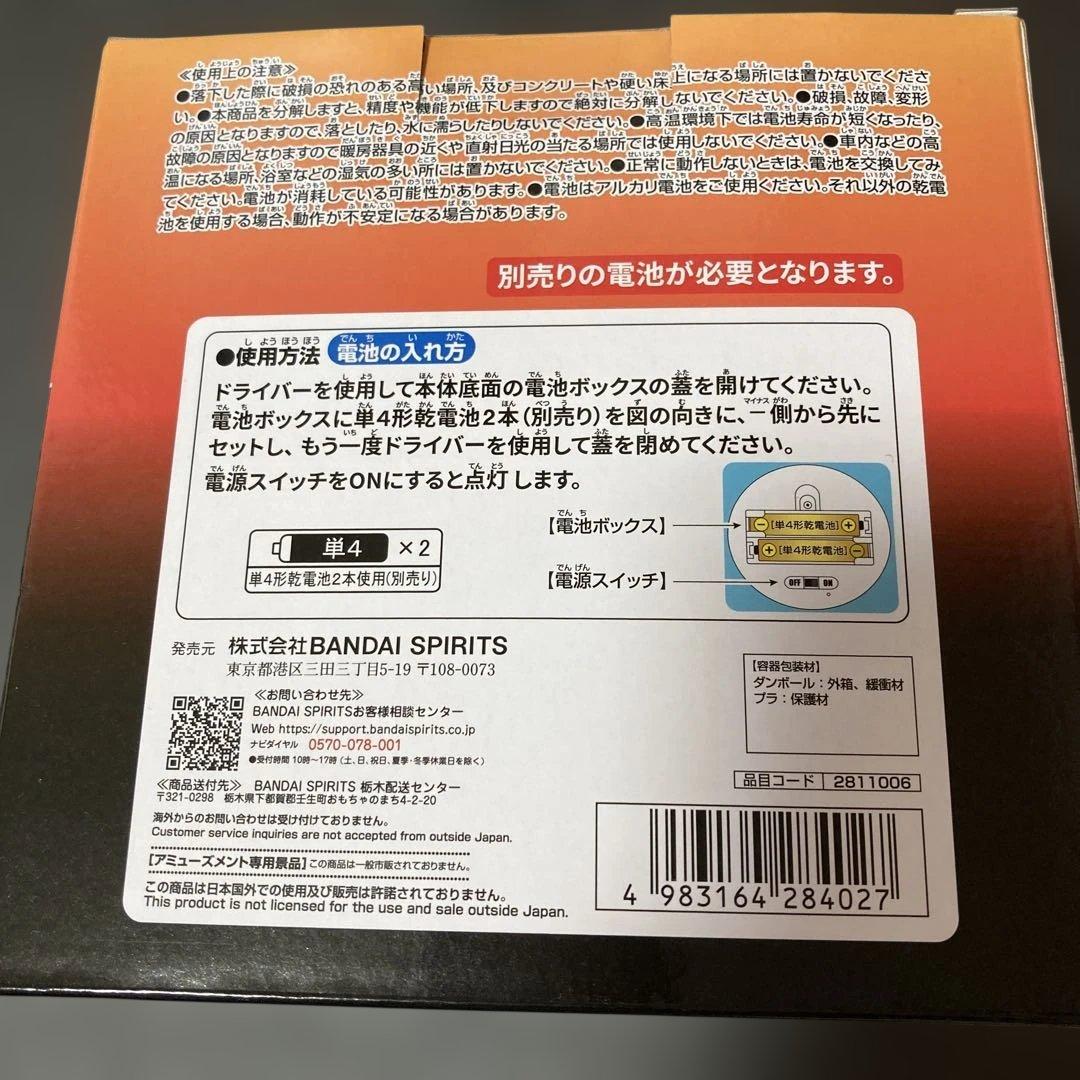 ≪使用上の注意≫
●落下した際に破損の恐れのある高い場所、及びコンクリートや硬い床上になる場所には置かないでくださ
い。●本商品を分解しますと、精度や機能が低下しますので絶対に分解しないでください。●破損、故障、変形
の原因となりますので、落としたり、水に濡らしたりしないでください。●高温環境下では電池寿命が短くなったり、
故障の原因となりますので暖房器具の近くや直射日光の当たる場所では使用しないでください。●車内などの高
温になる場所、浴室などの湿気の多い所には置かないでください。●正常に動作しないときは、電池を交換してみ
てください。電池が消耗している可能性があります。●電池はアルカリ電池をご使用ください。それ以外の乾電
池を使用する場合、動作が不安定になる場合があります。
別売りの電池が必要となります。
●使用方法 電池の入れ方
ドライバーを使用して本体底面の電池ボックスの蓋を開けてください。
電池ボックスに単4形乾電池2本(別売り)を図の向きに、－側から先に
セットし、もう一度ドライバーを使用して蓋を閉めてください。
電源スイッチをONにすると点灯します。
【電池ボックス】
⊖[単4形乾電池]⊕
⊕[単4形乾電池]⊖
【電源スイッチ】
OFF ON
単4 ×2
単4形乾電池2本使用(別売り)
発売元 株式会社BANDAI SPIRITS
東京都港区三田三丁目5-19 〒108-0073
≪お問い合わせ先≫
BANDAI SPIRITSお客様相談センター
Web https://support.bandaispirits.co.jp
ナビダイヤル 0570-078-001
●受付時間 10時～17時(土、日、祝日、夏季・冬季休業日を除く)
≪商品送付先≫ BANDAI SPIRITS 栃木配送センター
〒321-0298 栃木県下都賀郡壬生町おもちゃのまち4-2-20
海外からのお問い合わせは受け付けておりません。
Customer service inquiries are not accepted from outside Japan.
【アミューズメント専用景品】この商品は一般市販されておりません。
この商品は日本国外での使用及び販売は許諾されておりません。
This product is not licensed for the use and sale outside Japan.
【容器包装材】
ダンボール：外箱、緩衝材
プラ：保護材
品目コード 2811006
4 983164 284027